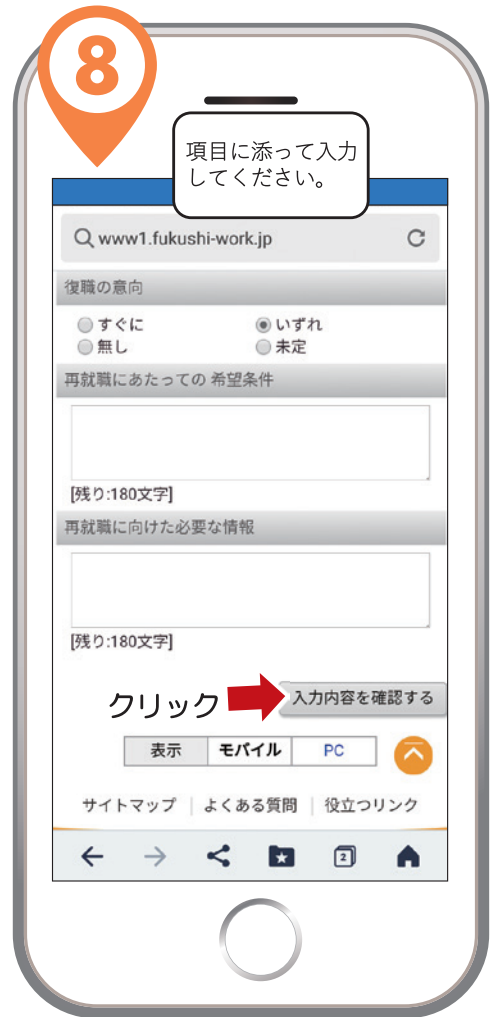 8
項目に添って入力
してください。
www1.fukushi-work.jp
復職の意向
すぐに いずれ
無し 未定
再就職にあたっての 希望条件
[残り:180文字]
再就職に向けた必要な情報
[残り:180文字]
クリック 入力内容を確認する
表示 モバイル PC
サイトマップ | よくある質問 | 役立つリンク
2